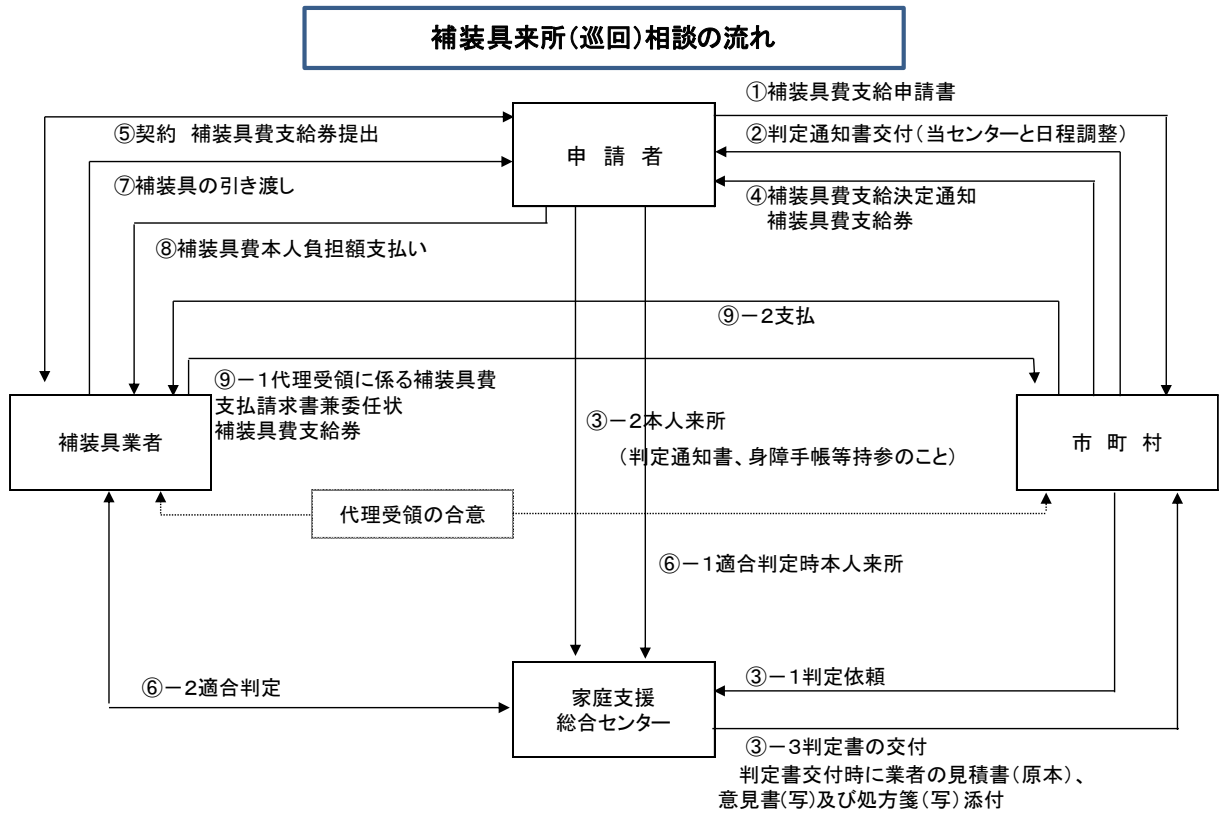 補装具来所（巡回）相談の流れ
①補装具費支給申請書
⑤契約　補装具費支給券提出
②判定通知書交付（当センターと日程調整）
申　請　者
⑦補装具の引き渡し
④補装具費支給決定通知
補装具費支給券
⑧補装具費本人負担額支払い
⑨－２支払
⑨－１代理受領に係る補装具費
支払請求書兼委任状
補装具費支給券
③－２本人来所
（判定通知書、身障手帳等持参のこと）
補装具業者
市　町　村
代理受領の合意
⑥－１適合判定時本人来所
③－１判定依頼
⑥－２適合判定
家庭支援
総合センター
③－３判定書の交付
判定書交付時に業者の見積書（原本）、
意見書(写)及び処方箋（写）添付